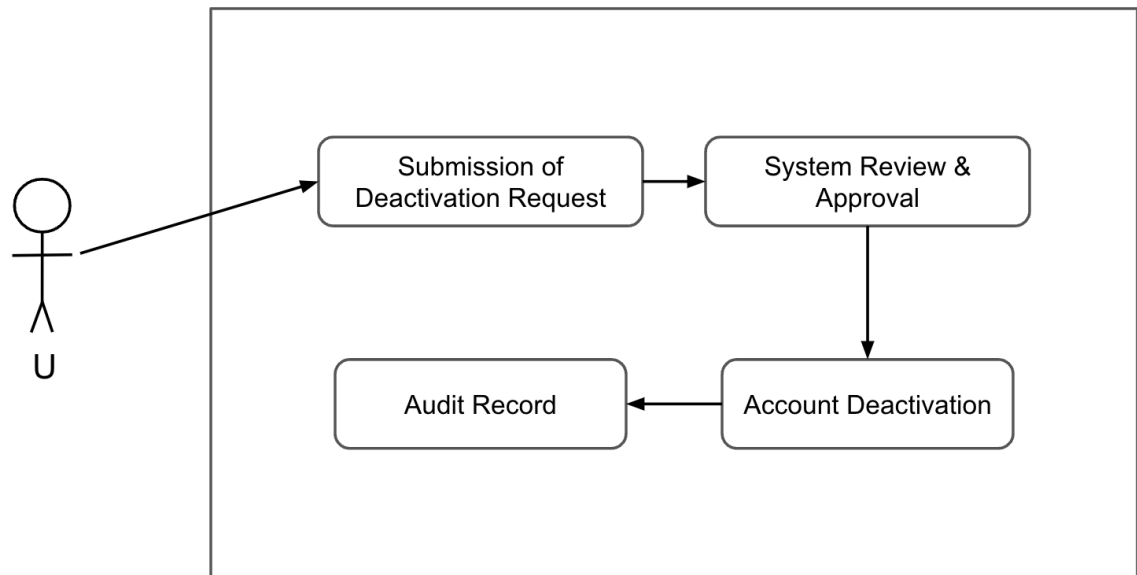 Submission of
Deactivation Request
System Review &
Approval
U
Audit Record
Account Deactivation